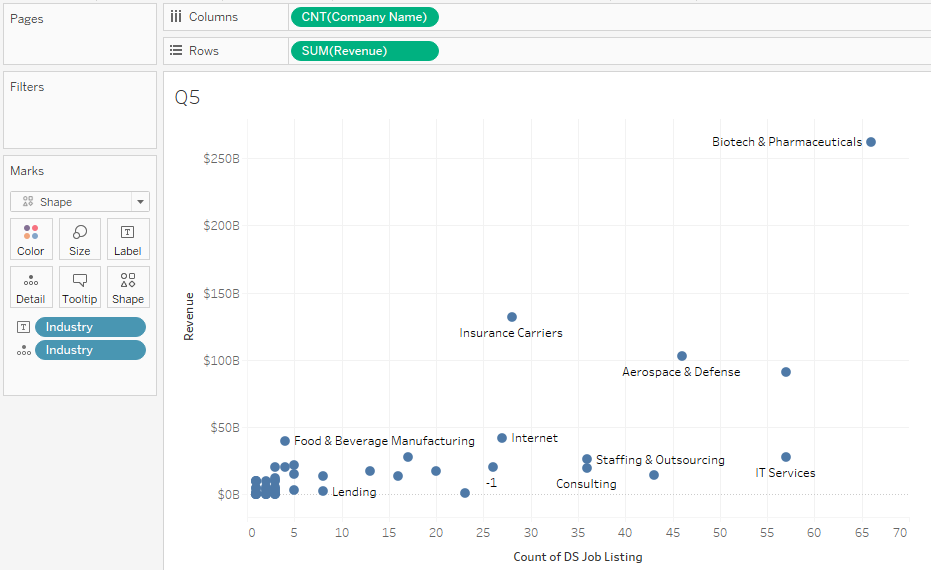 Pages
Columns
CNT(Company Name)
Rows
SUM(Revenue)
Filters
Marks
Shape
Color
Size
Label
Detail
Tooltip
Shape
Industry
Industry
Q5
Revenue
$250B
$200B
$150B
$100B
$50B
$0B
Biotech & Pharmaceuticals
Insurance Carriers
Aerospace & Defense
Food & Beverage Manufacturing
Internet
Staffing & Outsourcing
IT Services
Consulting
-1
Lending
0 5 10 15 20 25 30 35 40 45 50 55 60 65 70
Count of DS Job Listing